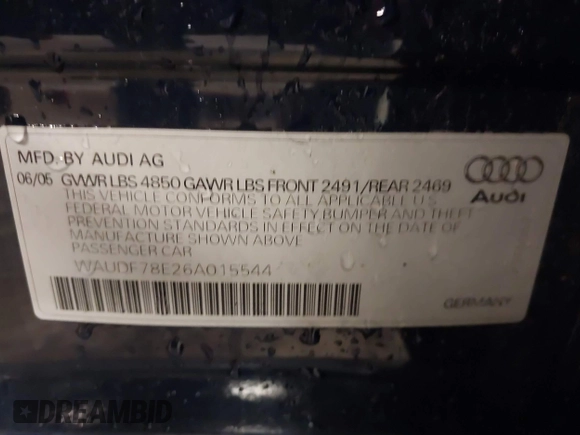 MFD. BY AUDI AG
06/05 GVWR LBS 4850 GAWR LBS FRONT 2491/REAR 2469
THIS VEHICLE CONFORMS TO ALL APPLICABLE U.S.
FEDERAL MOTOR VEHICLE SAFETY BUMPER AND THEFT
PREVENTION STANDARDS IN EFFECT ON THE DATE OF
MANUFACTURE SHOWN ABOVE
PASSENGER CAR
WAUDF78E26A015544
Audi
GERMANY
DREAMBID